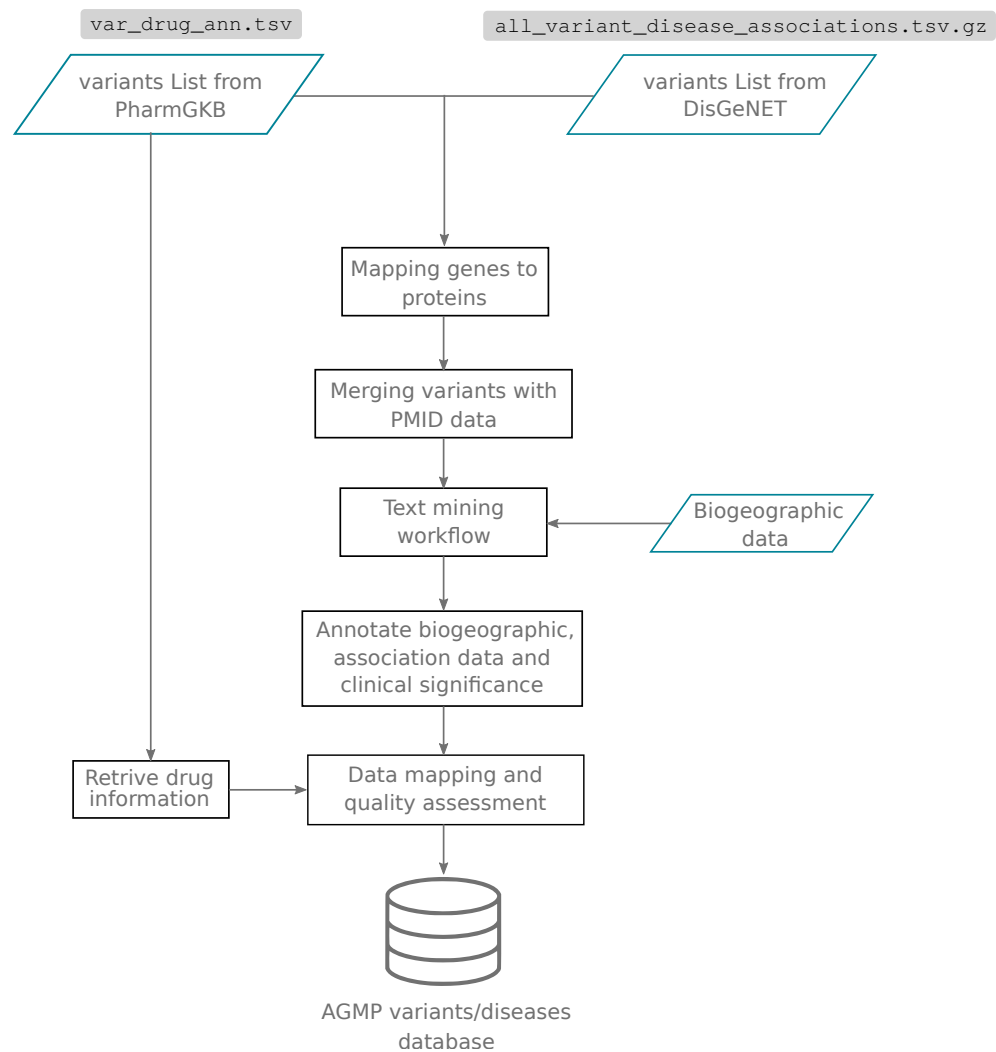 var_drug_ann.tsv
all_variant_disease_associations.tsv.gz
variants List from
PharmGKB
variants List from
DisGeNET
Mapping genes to
proteins
Merging variants with
PMID data
Text mining
workflow
Biogeographic
data
Annotate biogeographic,
association data and
clinical significance
Retrive drug
information
Data mapping and
quality assessment
AGMP variants/diseases
database